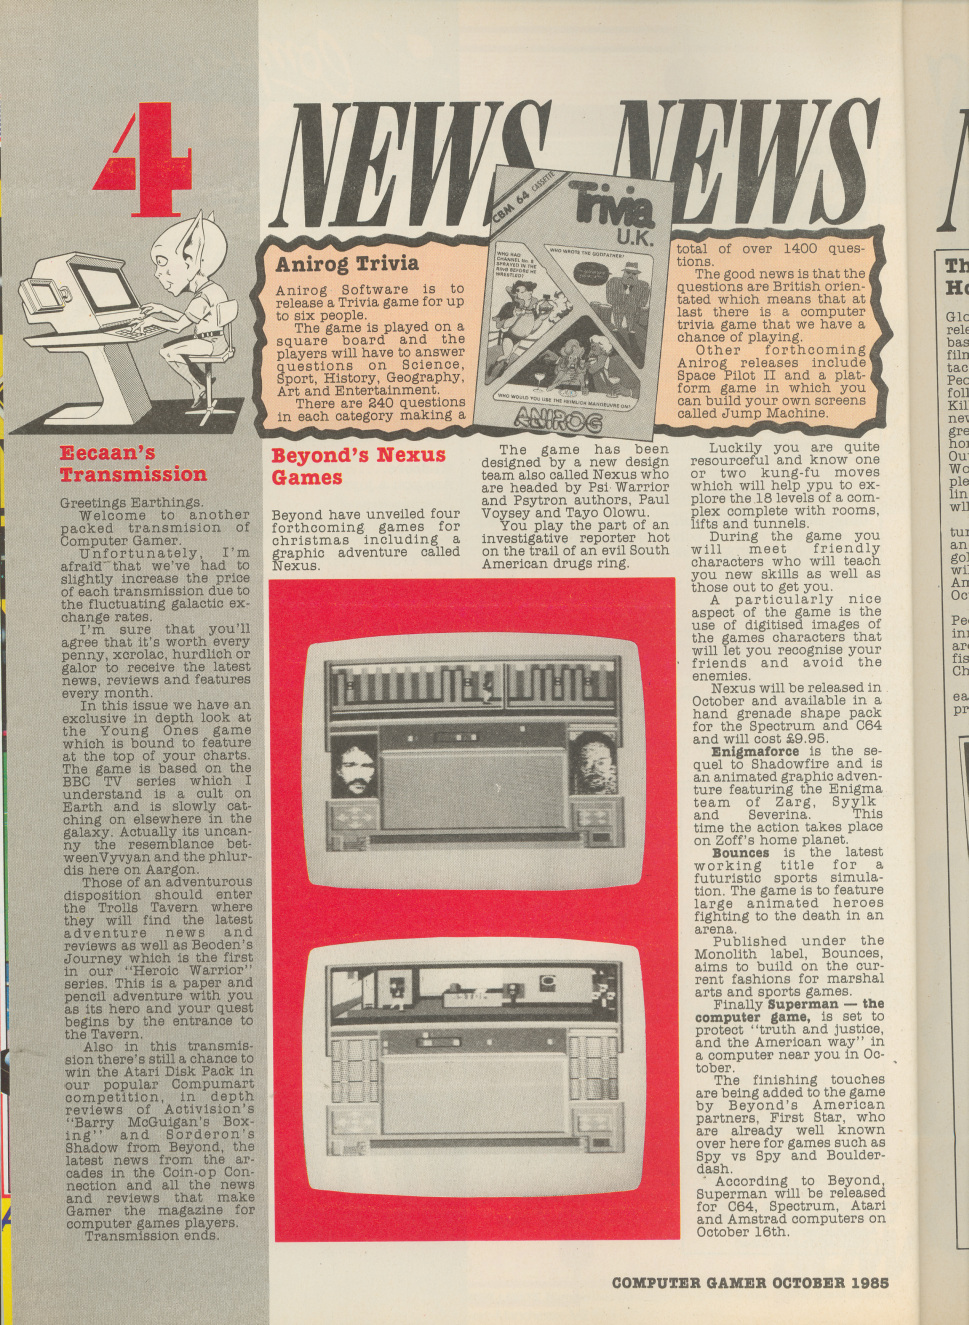 4
NEWS NEWS
Anirog Trivia
Anirog Software is to
release a Trivia game for up
to six people.
The game is played on a
square board and the
players will have to answer
questions on Science,
Sport, History, Geography,
Art and Entertainment.
There are 240 questions
in each category making a
CBM 64 CASSETTE
Trivia
U.K.
WHO HAD
CHANNEL No. 5
SPRAYED IN THE
RING BEFORE HE
WRESTLED?
WHO WROTE THE GODFATHER?
WHO WOULD YOU USE THE HEIMLICH MANOEUVRE ON?
ANIROG
total of over 1400 ques-
tions.
The good news is that the
questions are British orien-
tated which means that at
last there is a computer
trivia game that we have a
chance of playing.
Other forthcoming
Anirog releases include
Space Pilot II and a plat-
form game in which you
can build your own screens
called Jump Machine.
Eecaan's
Transmission
Greetings Earthings.
Welcome to another
packed transmision of
Computer Gamer.
Unfortunately, I'm
afraid that we've had to
slightly increase the price
of each transmission due to
the fluctuating galactic ex-
change rates.
I'm sure that you'll
agree that it's worth every
penny, xcrolac, hurdlich or
galor to receive the latest
news, reviews and features
every month.
In this issue we have an
exclusive in depth look at
the Young Ones game
which is bound to feature
at the top of your charts.
The game is based on the
BBC TV series which I
understand is a cult on
Earth and is slowly cat-
ching on elsewhere in the
galaxy. Actually its uncan-
ny the resemblance bet-
weenVyvyan and the phlur-
dis here on Aargon.
Those of an adventurous
disposition should enter
the Trolls Tavern where
they will find the latest
adventure news and
reviews as well as Beoden's
Journey which is the first
in our "Heroic Warrior"
series. This is a paper and
pencil adventure with you
as its hero and your quest
begins by the entrance to
the Tavern.
Also in this transmis-
sion there's still a chance to
win the Atari Disk Pack in
our popular Compumart
competition, in depth
reviews of Activision's
"Barry McGuigan's Box-
ing" and Sorderon's
Shadow from Beyond, the
latest news from the ar-
cades in the Coin-op Con-
nection and all the news
and reviews that make
Gamer the magazine for
computer games players.
Transmission ends.
Beyond's Nexus
Games
Beyond have unveiled four
forthcoming games for
christmas including a
graphic adventure called
Nexus.
The game has been
designed by a new design
team also called Nexus who
are headed by Psi Warrior
and Psytron authors, Paul
Voysey and Tayo Olowu.
You play the part of an
investigative reporter hot
on the trail of an evil South
American drugs ring.
Luckily you are quite
resourceful and know one
or two kung-fu moves
which will help ypu to ex-
plore the 18 levels of a com-
plex complete with rooms,
lifts and tunnels.
During the game you
will meet friendly
characters who will teach
you new skills as well as
those out to get you.
A particularly nice
aspect of the game is the
use of digitised images of
the games characters that
will let you recognise your
friends and avoid the
enemies.
Nexus will be released in
October and available in a
hand grenade shape pack
for the Spectrum and C64
and will cost £9.95.
Enigmaforce is the se-
quel to Shadowfire and is
an animated graphic adven-
ture featuring the Enigma
team of Zarg, Syylk
and Severina. This
time the action takes place
on Zoff's home planet.
Bounces is the latest
working title for a
futuristic sports simula-
tion. The game is to feature
large animated heroes
fighting to the death in an
arena.
Published under the
Monolith label, Bounces,
aims to build on the cur-
rent fashions for marshal
arts and sports games.
Finally Superman — the
computer game, is set to
protect "truth and justice,
and the American way" in
a computer near you in Oc-
tober.
The finishing touches
are being added to the game
by Beyond's American
partners, First Star, who
are already well known
over here for games such as
Spy vs Spy and Boulder-
dash.
According to Beyond,
Superman will be released
for C64, Spectrum, Atari
and Amstrad computers on
October 16th.
COMPUTER GAMER OCTOBER 1985